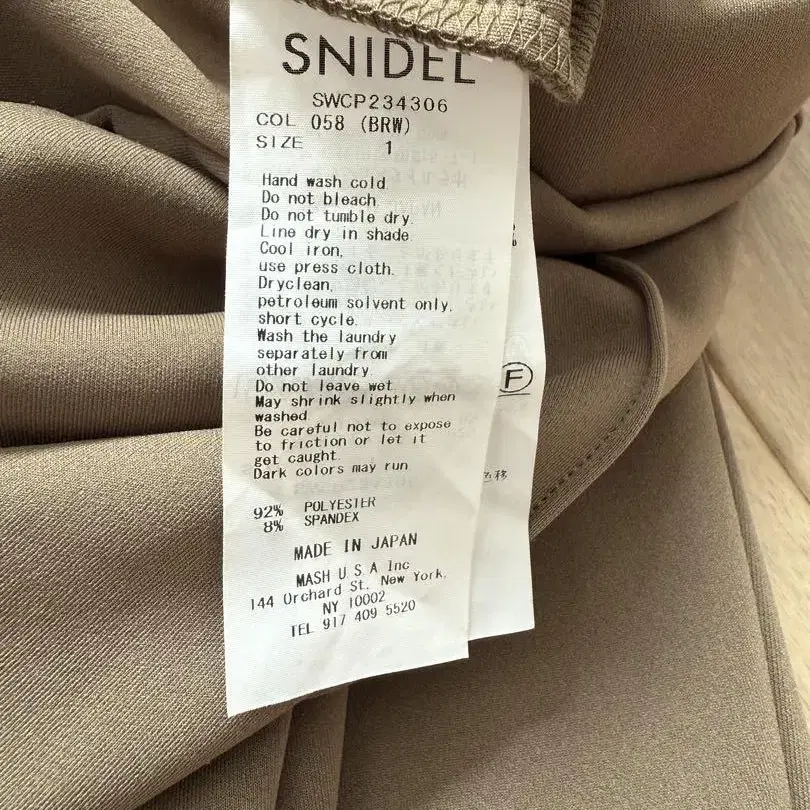 SNIDEL
SWCP234306
COL 058 (BRW)
SIZE 1
Hand wash cold.
Do not bleach.
Do not tumble dry.
Line dry in shade.
Cool iron,
use press cloth.
Dryclean,
petroleum solvent only,
short cycle.
Wash the laundry
separately from
other laundry.
Do not leave wet.
May shrink slightly when
washed.
Be careful not to expose
to friction or let it
get caught.
Dark colors may run
92% POLYESTER
8% SPANDEX
MADE IN JAPAN
MASH U.S.A Inc
144 Orchard St. New York,
NY 10002
TEL 917 409 5520
F
移